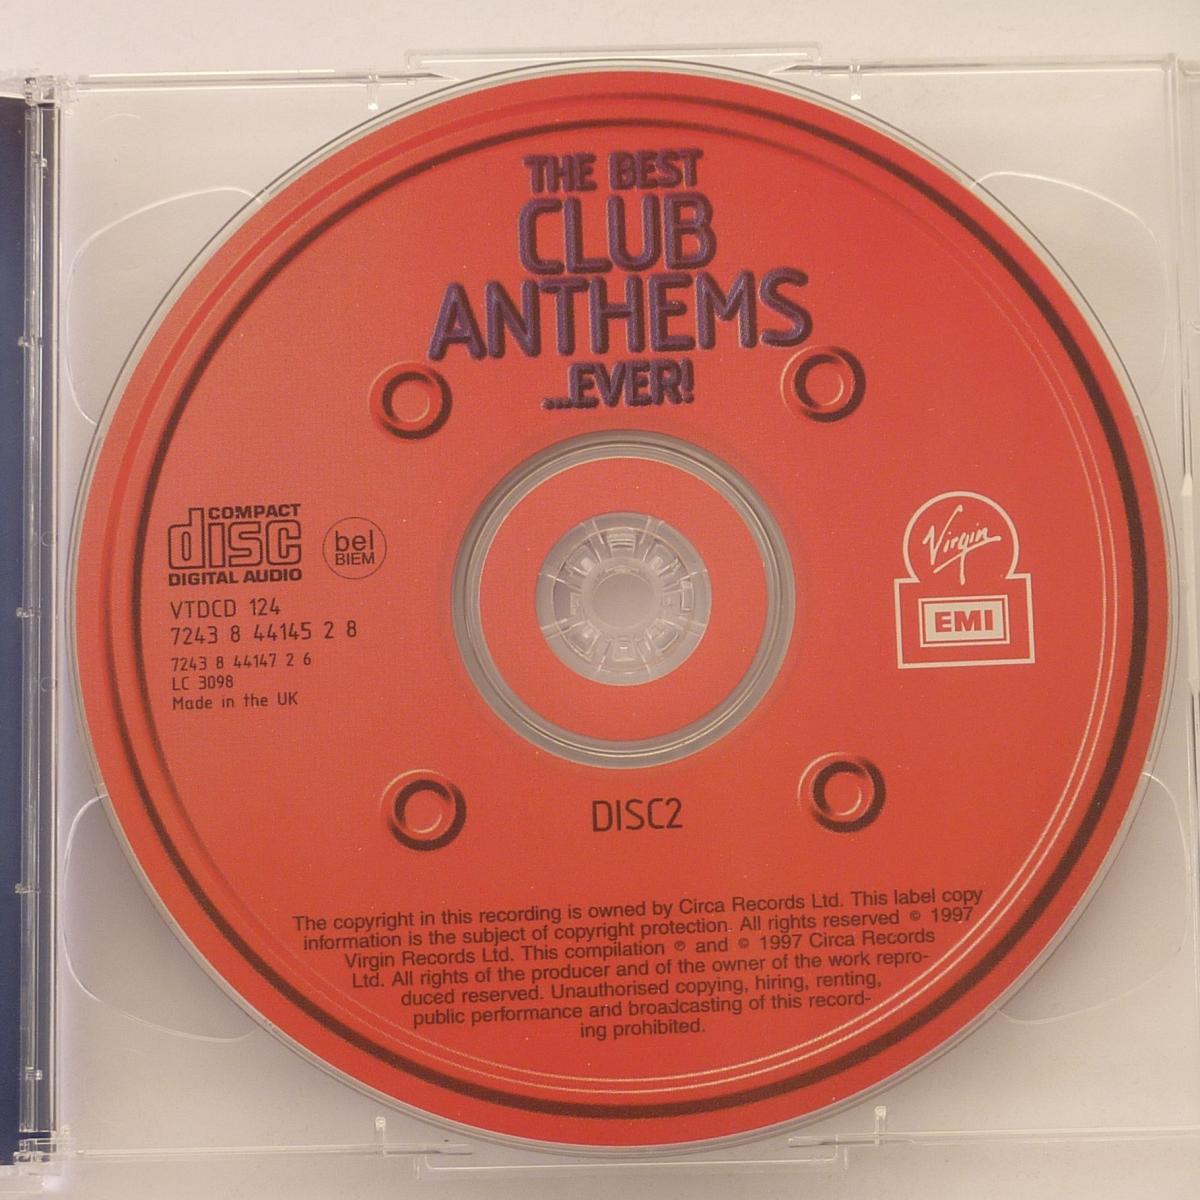 THE BEST
CLUB
ANTHEMS
...EVER!
COMPACT
disc
DIGITAL AUDIO
bel
BIEM
VTDCD 124
7243 8 44145 2 8
7243 8 44147 2 6
LC 3098
Made in the UK
Virgin
EMI
DISC2
The copyright in this recording is owned by Circa Records Ltd. This label copy
information is the subject of copyright protection. All rights reserved © 1997
Virgin Records Ltd. This compilation ℗ and © 1997 Circa Records
Ltd. All rights of the producer and of the owner of the work repro-
duced reserved. Unauthorised copying, hiring, renting,
public performance and broadcasting of this record-
ing prohibited.